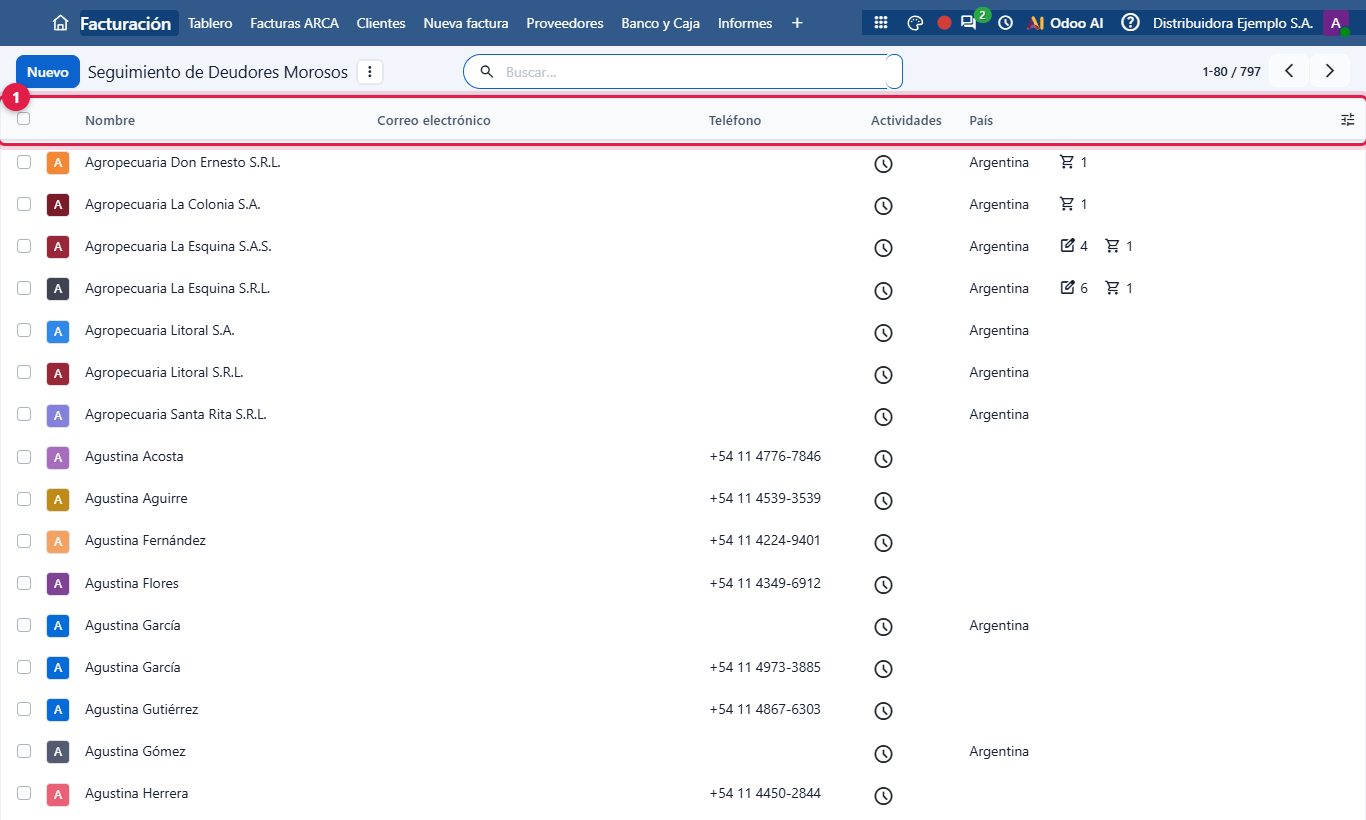 Facturación Tablero Facturas ARCA Clientes Nueva factura Proveedores Banco y Caja Informes + 2 Odoo AI Distribuidora Ejemplo S.A. A
Nuevo Seguimiento de Deudores Morosos Buscar... 1-80 / 797
1
Nombre Correo electrónico Teléfono Actividades País
A Agropecuaria Don Ernesto S.R.L. Argentina 1
A Agropecuaria La Colonia S.A. Argentina 1
A Agropecuaria La Esquina S.A.S. Argentina 4 1
A Agropecuaria La Esquina S.R.L. Argentina 6 1
A Agropecuaria Litoral S.A. Argentina
A Agropecuaria Litoral S.R.L. Argentina
A Agropecuaria Santa Rita S.R.L. Argentina
A Agustina Acosta +54 11 4776-7846
A Agustina Aguirre +54 11 4539-3539
A Agustina Fernández +54 11 4224-9401
A Agustina Flores +54 11 4349-6912
A Agustina García Argentina
A Agustina García +54 11 4973-3885
A Agustina Gutiérrez +54 11 4867-6303
A Agustina Gómez Argentina
A Agustina Herrera +54 11 4450-2844